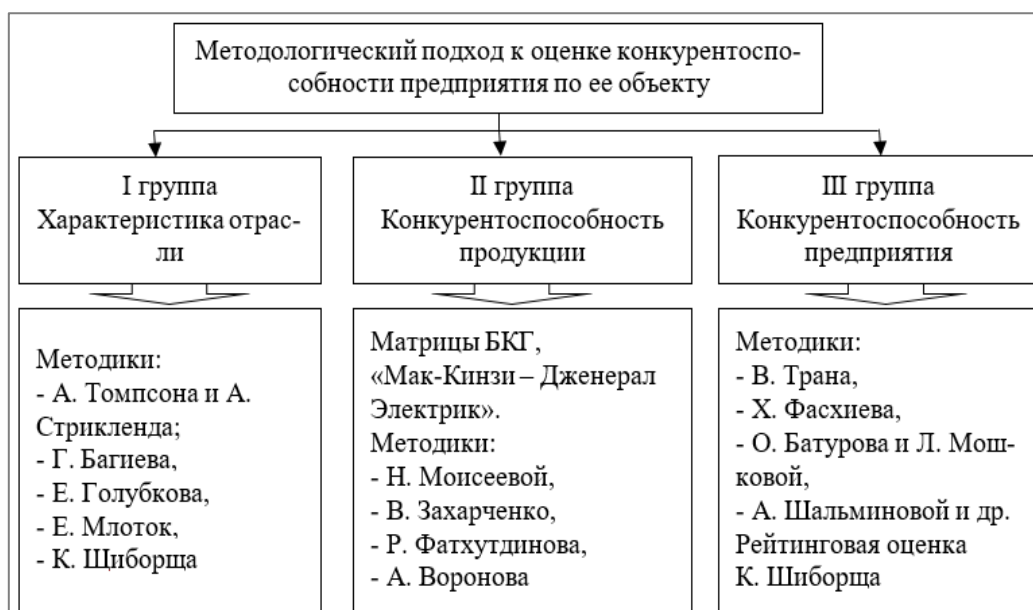 Методологический подход к оценке конкурентоспо-
собности предприятия по ее объекту
I группа
Характеристика отрас-
ли
II группа
Конкурентоспособность
продукции
III группа
Конкурентоспособность
предприятия
Методики:
- А. Томпсона и А.
Стрикленда;
- Г. Багиева,
- Е. Голубкова,
- Е. Млоток,
- К. Щиборща
Матрицы БКГ,
«Мак-Кинзи – Дженерал
Электрик».
Методики:
- Н. Моисеевой,
- В. Захарченко,
- Р. Фатхутдинова,
- А. Воронова
Методики:
- В. Трана,
- Х. Фасхиева,
- О. Батурова и Л. Мош-
ковой,
- А. Шальминовой и др.
Рейтинговая оценка
К. Шиборща